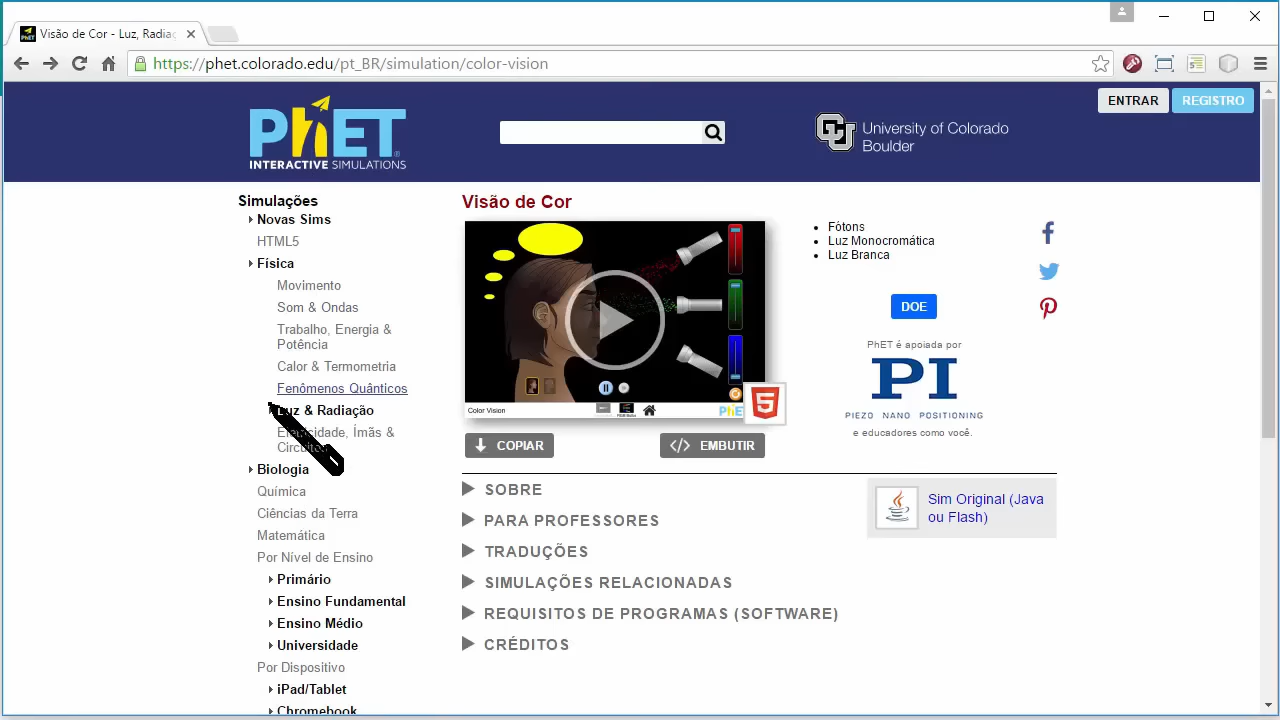 Visão de Cor - Luz, Radiaç
https://phet.colorado.edu/pt_BR/simulation/color-vision
ENTRAR
REGISTRO
PhET
INTERACTIVE SIMULATIONS
University of Colorado
Boulder
Simulações
Novas Sims
HTML5
Física
Movimento
Som & Ondas
Trabalho, Energia &
Potência
Calor & Termometria
Fenômenos Quânticos
Luz & Radiação
Eletricidade, Ímãs &
Circuitos
Biologia
Química
Ciências da Terra
Matemática
Por Nível de Ensino
Primário
Ensino Fundamental
Ensino Médio
Universidade
Por Dispositivo
iPad/Tablet
Chromebook
Visão de Cor
Color Vision
PhET
5
COPIAR
EMBUTIR
SOBRE
PARA PROFESSORES
TRADUÇÕES
SIMULAÇÕES RELACIONADAS
REQUISITOS DE PROGRAMAS (SOFTWARE)
CRÉDITOS
Fótons
Luz Monocromática
Luz Branca
DOE
PhET é apoiada por
PI
PIEZO NANO POSITIONING
e educadores como você.
Sim Original (Java
ou Flash)